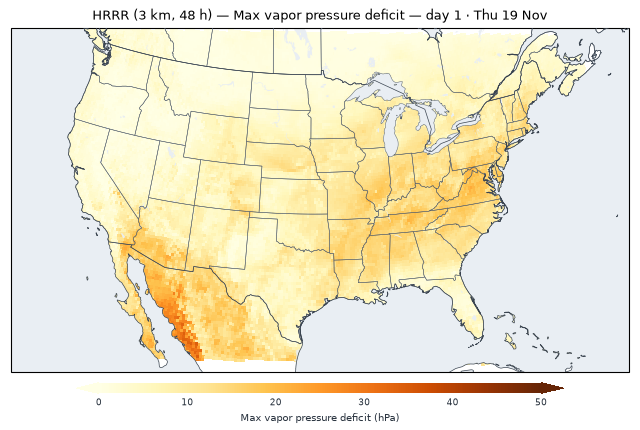 HRRR (3 km, 48 h) — Max vapor pressure deficit — day 1 · Thu 19 Nov
0 10 20 30 40 50
Max vapor pressure deficit (hPa)